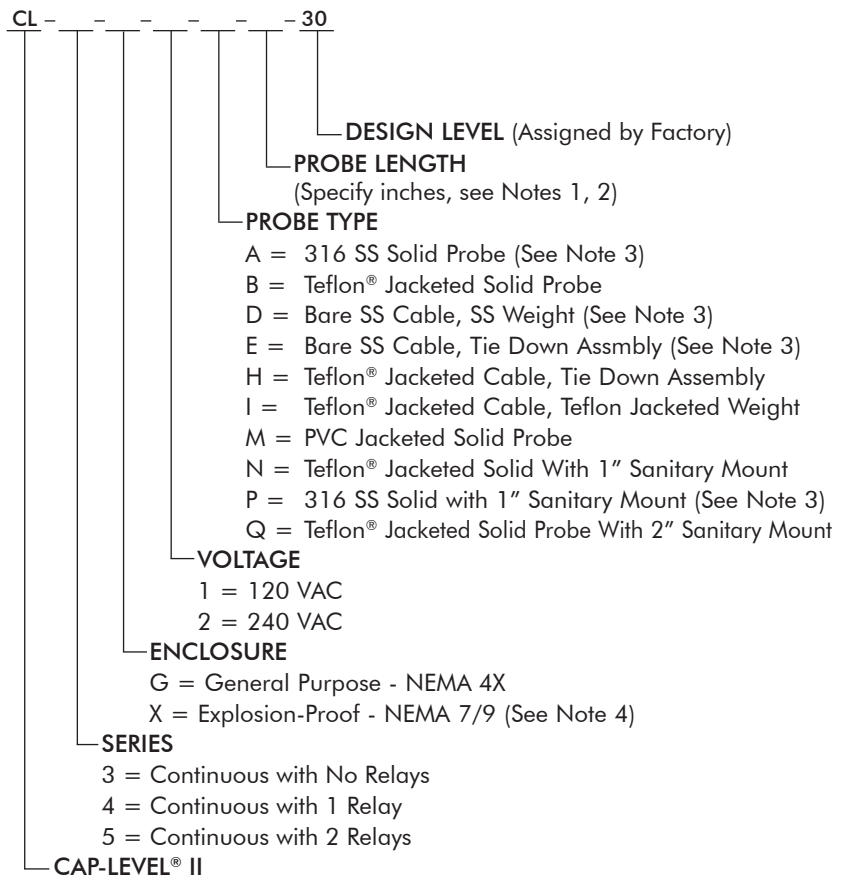 CL – – – – – – 30
DESIGN LEVEL (Assigned by Factory)
PROBE LENGTH
(Specify inches, see Notes 1, 2)
PROBE TYPE
A = 316 SS Solid Probe (See Note 3)
B = Teflon® Jacketed Solid Probe
D = Bare SS Cable, SS Weight (See Note 3)
E = Bare SS Cable, Tie Down Assmbly (See Note 3)
H = Teflon® Jacketed Cable, Tie Down Assembly
I = Teflon® Jacketed Cable, Teflon Jacketed Weight
M = PVC Jacketed Solid Probe
N = Teflon® Jacketed Solid With 1″ Sanitary Mount
P = 316 SS Solid with 1″ Sanitary Mount (See Note 3)
Q = Teflon® Jacketed Solid Probe With 2″ Sanitary Mount
VOLTAGE
1 = 120 VAC
2 = 240 VAC
ENCLOSURE
G = General Purpose - NEMA 4X
X = Explosion-Proof - NEMA 7/9 (See Note 4)
SERIES
3 = Continuous with No Relays
4 = Continuous with 1 Relay
5 = Continuous with 2 Relays
CAP-LEVEL® II